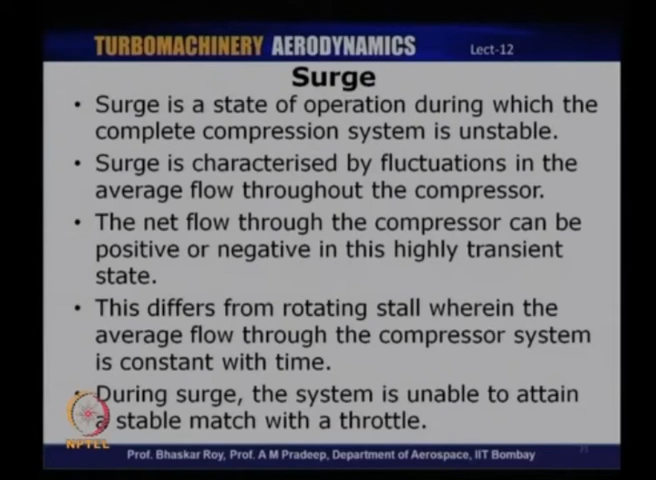 TURBOMACHINERY AERODYNAMICS Lect-12
Surge
• Surge is a state of operation during which the
complete compression system is unstable.
• Surge is characterised by fluctuations in the
average flow throughout the compressor.
• The net flow through the compressor can be
positive or negative in this highly transient
state.
• This differs from rotating stall wherein the
average flow through the compressor system
is constant with time.
• During surge, the system is unable to attain
a stable match with a throttle.
NPTEL
Prof. Bhaskar Roy, Prof. A M Pradeep, Department of Aerospace, IIT Bombay